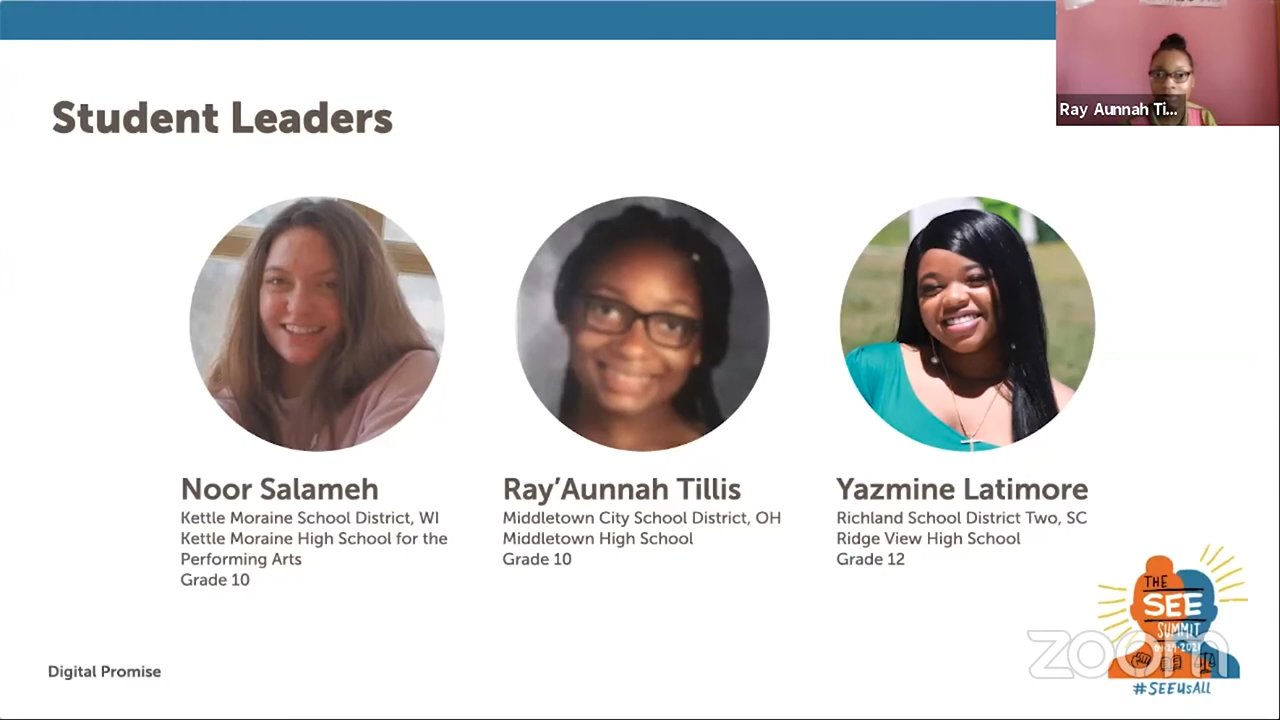 Ray Aunnah Ti...
Student Leaders
Noor Salameh
Kettle Moraine School District, WI
Kettle Moraine High School for the
Performing Arts
Grade 10
Ray’Aunnah Tillis
Middletown City School District, OH
Middletown High School
Grade 10
Yazmine Latimore
Richland School District Two, SC
Ridge View High School
Grade 12
THE
SEE
SUMMIT
zoom
#SEEUsAll
Digital Promise